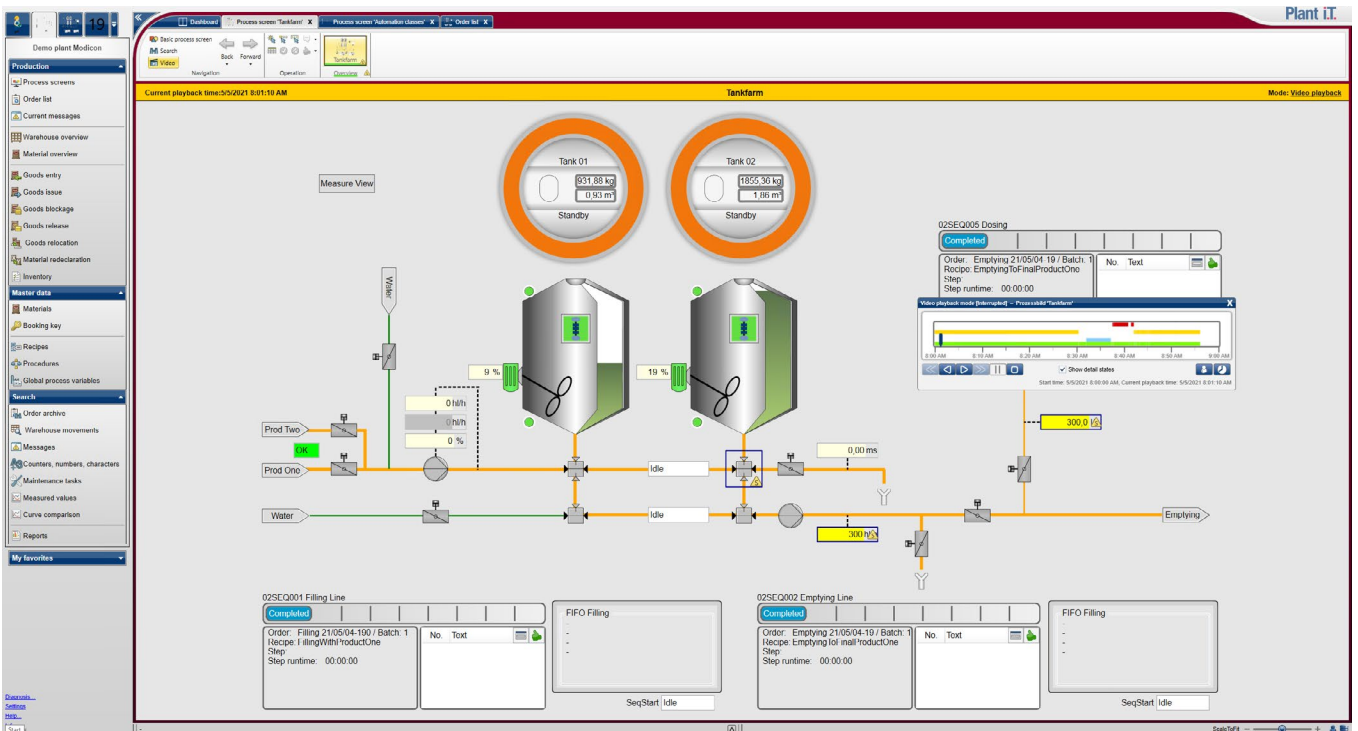 Plant i.T.
19
Dashboard
Process screen 'Tankfarm' X
Process screen 'Automation classes' X
Order list X
Basic process screen
Search
Video
Back
Forward
Navigation
Operation
Tankfarm
Overview
Demo plant Modicon
Production
Process screens
Order list
Current messages
Warehouse overview
Material overview
Goods entry
Goods issue
Goods blockage
Goods release
Goods relocation
Material redeclaration
Inventory
Master data
Materials
Booking key
Recipes
Procedures
Global process variables
Search
Order archive
Warehouse movements
Messages
Counters, numbers, characters
Maintenance tasks
Measured values
Curve comparison
Reports
My favorites
Diagnosis...
Settings
Help...
Start
Current playback time:5/5/2021 8:01:10 AM
Tankfarm
Mode: Video playback
Measure View
Tank 01
931,88 kg
0,93 m³
Standby
Tank 02
1855,36 kg
1,86 m³
Standby
02SEQ005 Dosing
Completed
Order: Emptying 21/05/04-19 / Batch: 1
Recipe: EmptyingToFinalProductOne
Step:
Step runtime: 00:00:00
No. Text
Video playback mode [Interrupted] – Prozessbild 'Tankfarm'
X
8:00 AM 8:10 AM 8:20 AM 8:30 AM 8:40 AM 8:50 AM 9:00 AM
Show detail states
Start time: 5/5/2021 8:00:00 AM, Current playback time: 5/5/2021 8:01:10 AM
Water
9 %
19 %
0 hl/h
0 hl/h
0 %
300,0
Prod Two
OK
Prod One
Idle
0,00 ms
Water
Idle
300
Emptying
02SEQ001 Filling Line
Completed
Order: Filling 21/05/04-190 / Batch: 1
Recipe: FillingWithProductOne
Step:
Step runtime: 00:00:00
No. Text
FIFO Filling
-
-
-
SeqStart Idle
02SEQ002 Emptying Line
Completed
Order: Emptying 21/05/04-19 / Batch: 1
Recipe: EmptyingToFinalProductOne
Step:
Step runtime: 00:00:00
No. Text
FIFO Filling
-
-
-
SeqStart Idle
ScaleToFit